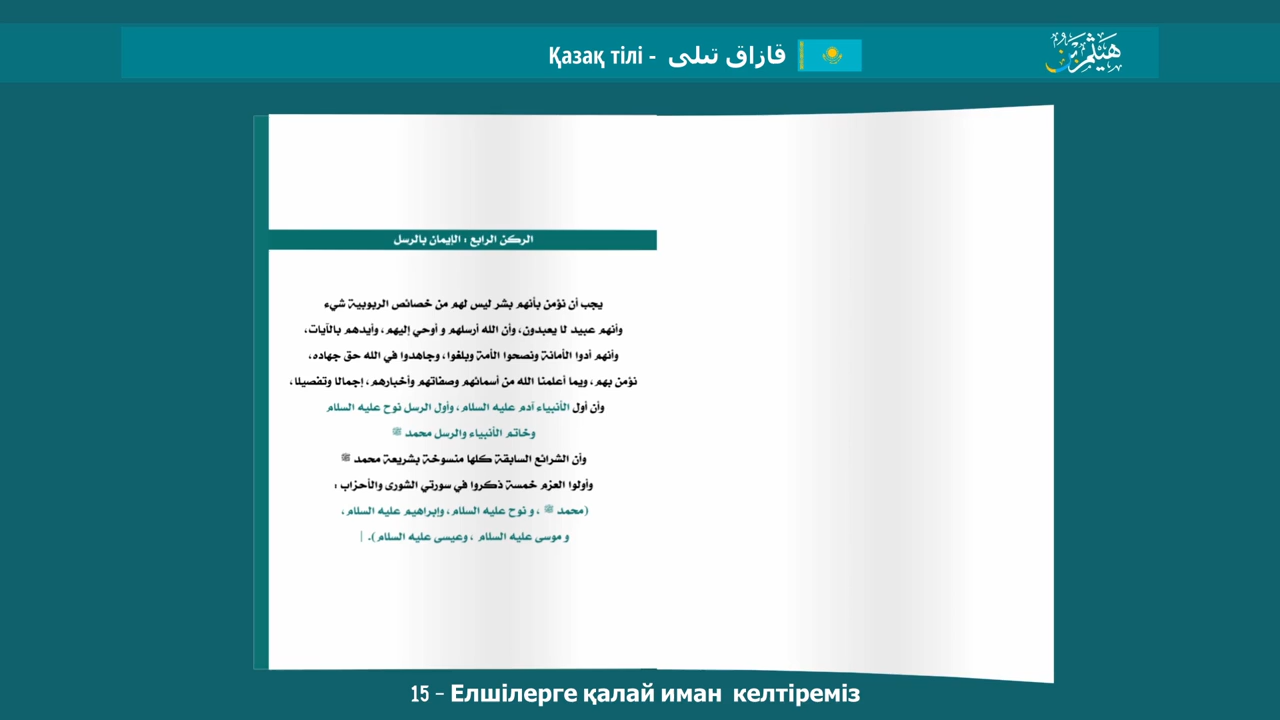 Қазақ тілі - قازاق تىلى
هيثم بن
الركن الرابع : الإيمان بالرسل
يجب أن نؤمن بأنهم بشر ليس لهم من خصائص الربوبية شيء
وأنهم عبيد لا يعبدون، وأن الله أرسلهم و أوحي إليهم، وأيدهم بالآيات،
وأنهم أدوا الأمانة ونصحوا الأمة وبلغوا، وجاهدوا في الله حق جهاده،
نؤمن بهم، وبما أعلمنا الله من أسمائهم وصفاتهم وأخبارهم، إجمالا وتفصيلا،
وأن أول الأنبياء آدم عليه السلام، وأول الرسل نوح عليه السلام
وخاتم الأنبياء والرسل محمد ﷺ
وأن الشرائع السابقة كلها منسوخة بشريعة محمد ﷺ
وأولوا العزم خمسة ذكروا في سورتي الشورى والأحزاب :
(محمد ﷺ ، و نوح عليه السلام، وإبراهيم عليه السلام،
و موسى عليه السلام ، وعيسى عليه السلام). |
15 – Елшілерге қалай иман келтіреміз